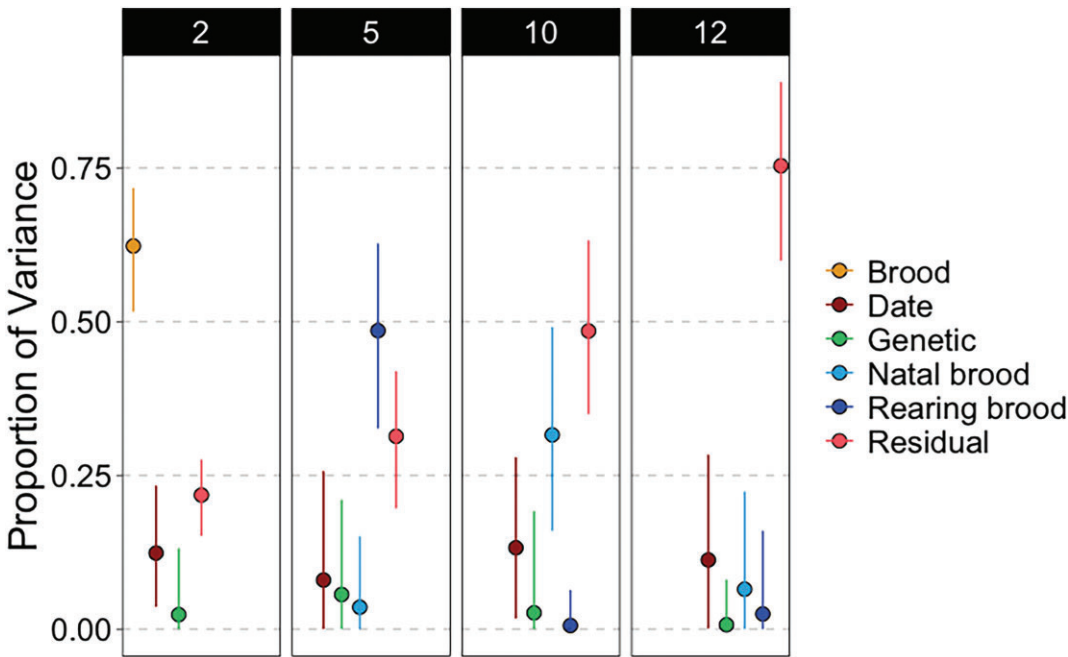 2 5 10 12
Proportion of Variance
0.75
0.50
0.25
0.00
Brood
Date
Genetic
Natal brood
Rearing brood
Residual